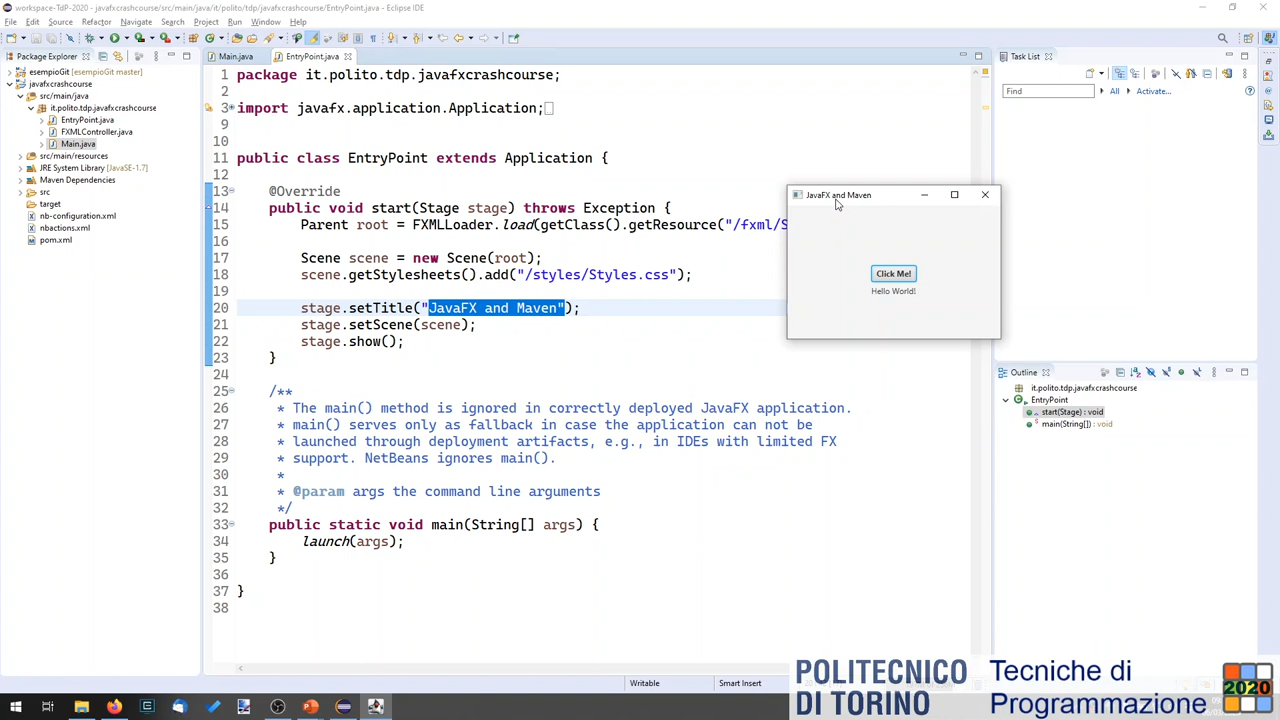 workspace-TdP-2020 - javafxcrashcourse/src/main/java/it/polito/tdp/javafxcrashcourse/EntryPoint.java - Eclipse IDE
File Edit Source Refactor Navigate Search Project Run Window Help
Package Explorer
esempioGit [esempioGit master]
javafxcrashcourse
src/main/java
it.polito.tdp.javafxcrashcourse
EntryPoint.java
FXMLController.java
Main.java
src/main/resources
JRE System Library [JavaSE-1.7]
Maven Dependencies
src
target
nb-configuration.xml
nbactions.xml
pom.xml
Main.java EntryPoint.java
1 package it.polito.tdp.javafxcrashcourse;
2
3 import javafx.application.Application;
9
10
11 public class EntryPoint extends Application {
12
13 @Override
14 public void start(Stage stage) throws Exception {
15 Parent root = FXMLLoader.load(getClass().getResource("/fxml/S
16
17 Scene scene = new Scene(root);
18 scene.getStylesheets().add("/styles/Styles.css");
19
20 stage.setTitle("JavaFX and Maven");
21 stage.setScene(scene);
22 stage.show();
23 }
24
25 /**
26 * The main() method is ignored in correctly deployed JavaFX application.
27 * main() serves only as fallback in case the application can not be
28 * launched through deployment artifacts, e.g., in IDEs with limited FX
29 * support. NetBeans ignores main().
30 *
31 * @param args the command line arguments
32 */
33 public static void main(String[] args) {
34 launch(args);
35 }
36
37 }
38
JavaFX and Maven
Click Me!
Hello World!
Task List
Find All Activate...
Outline
it.polito.tdp.javafxcrashcourse
EntryPoint
start(Stage) : void
main(String[]) : void
Writable Smart Insert
POLITECNICO
DI TORINO
Tecniche di
Programmazione
2020